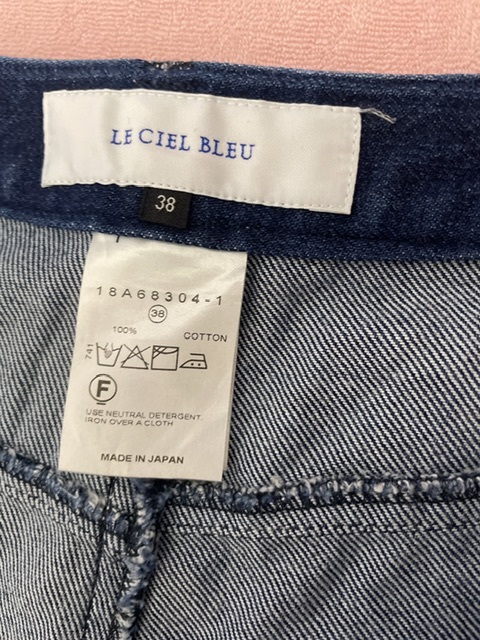 LE CIEL BLEU
38
18A68304-1
38
100% COTTON
741
F
USE NEUTRAL DETERGENT.
IRON OVER A CLOTH
MADE IN JAPAN